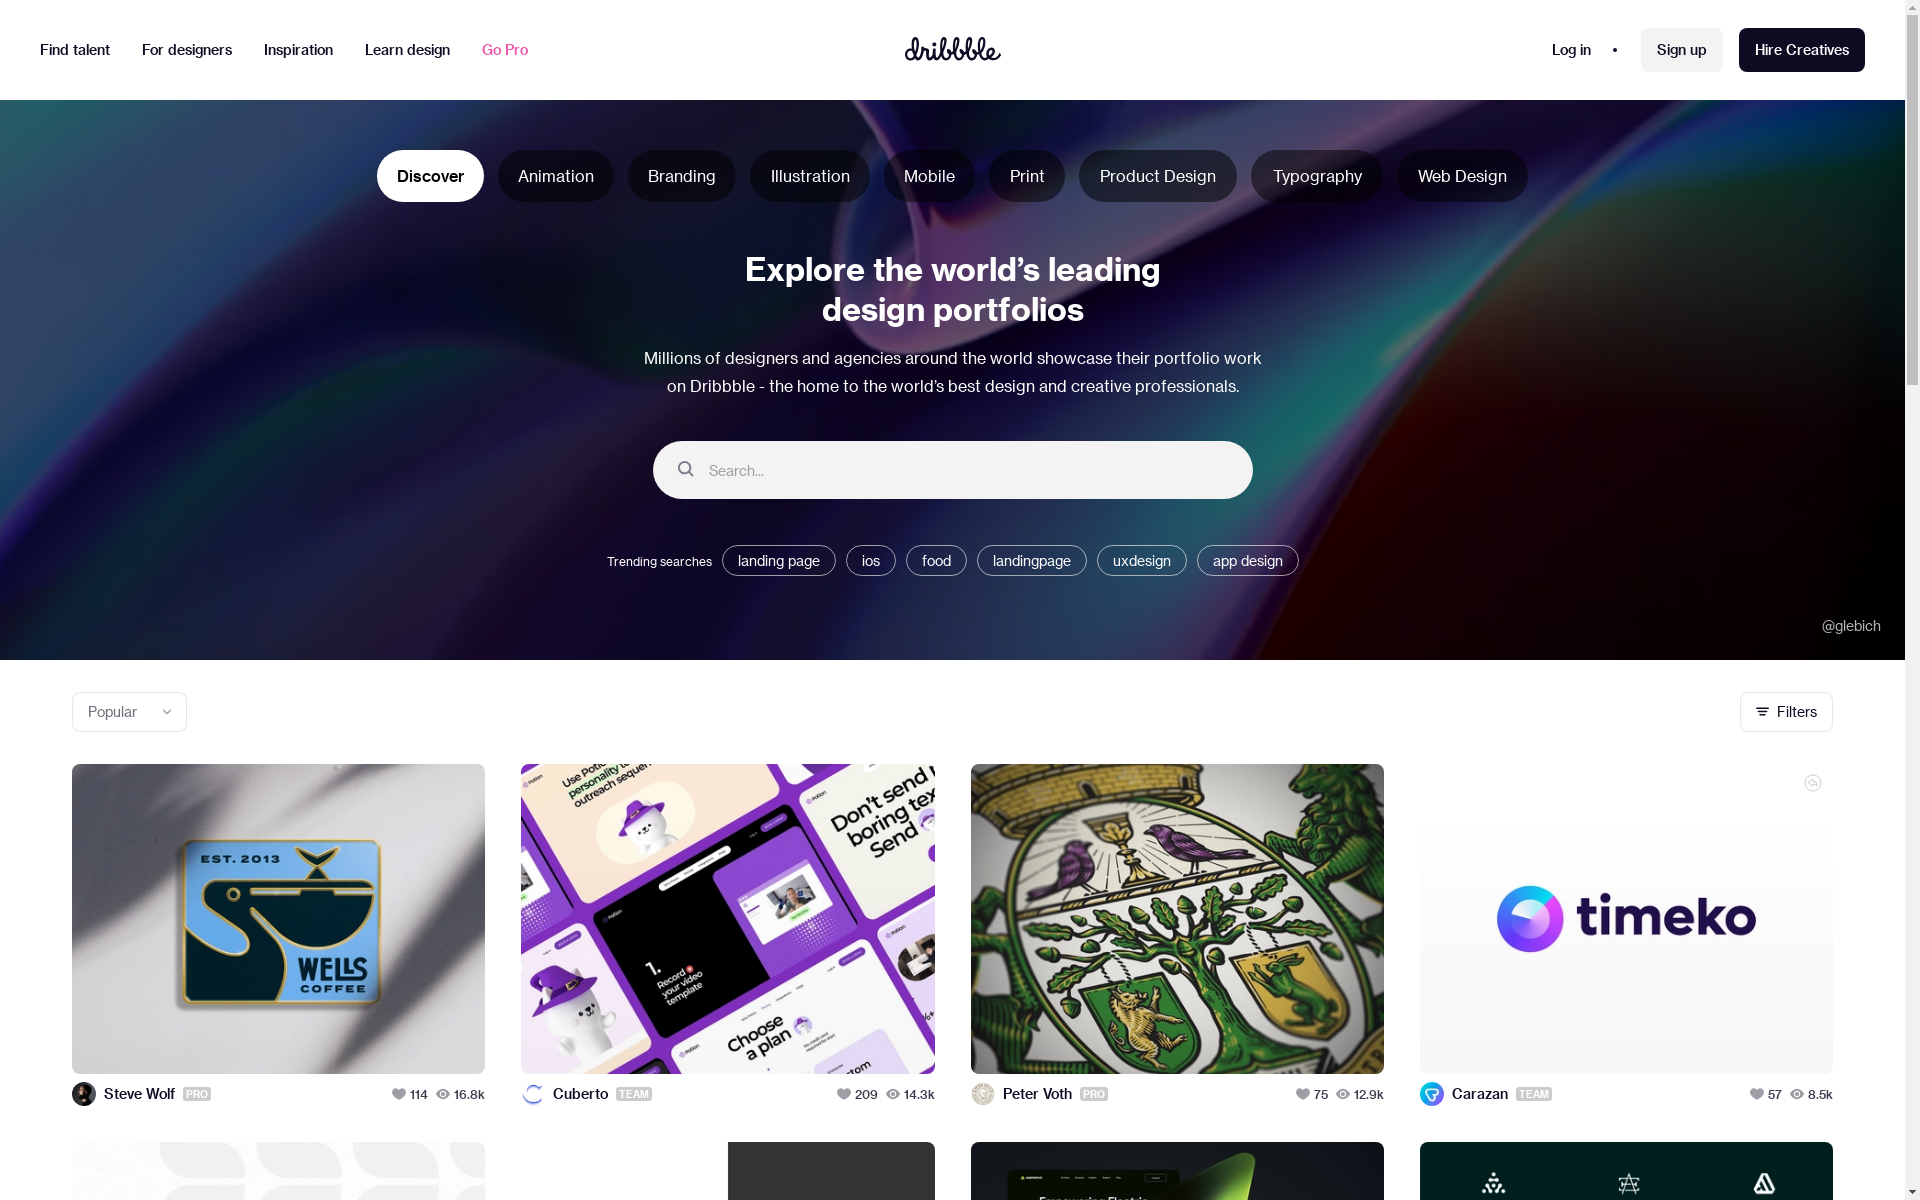 Find talent
For designers
Inspiration
Learn design
Go Pro
dribbble
Log in
Sign up
Hire Creatives
Discover
Animation
Branding
Illustration
Mobile
Print
Product Design
Typography
Web Design
Explore the world’s leading
design portfolios
Millions of designers and agencies around the world showcase their portfolio work
on Dribbble - the home to the world’s best design and creative professionals.
Search...
Trending searches
landing page
ios
food
landingpage
uxdesign
app design
@glebich
Popular
Filters
EST. 2013
WELLS
COFFEE
Use Potion
personality
outreach sequen
Don't send
boring tex
Send
Potion
1.
Record
your video
template
Choose
a plan
timeko
Steve Wolf PRO
114 16.8k
Cuberto TEAM
209 14.3k
Peter Voth PRO
75 12.9k
Carazan TEAM
57 8.5k